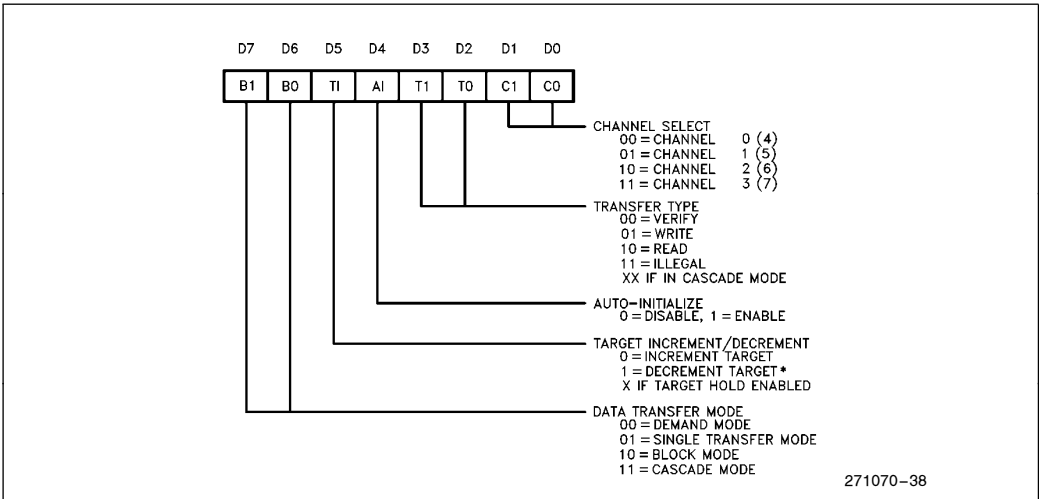 D7 D6 D5 D4 D3 D2 D1 D0
B1 B0 TI AI T1 T0 C1 C0
CHANNEL SELECT
00 = CHANNEL 0 (4)
01 = CHANNEL 1 (5)
10 = CHANNEL 2 (6)
11 = CHANNEL 3 (7)
TRANSFER TYPE
00 = VERIFY
01 = WRITE
10 = READ
11 = ILLEGAL
XX IF IN CASCADE MODE
AUTO-INITIALIZE
0 = DISABLE, 1 = ENABLE
TARGET INCREMENT/DECREMENT
0 = INCREMENT TARGET
1 = DECREMENT TARGET*
X IF TARGET HOLD ENABLED
DATA TRANSFER MODE
00 = DEMAND MODE
01 = SINGLE TRANSFER MODE
10 = BLOCK MODE
11 = CASCADE MODE
271070-38